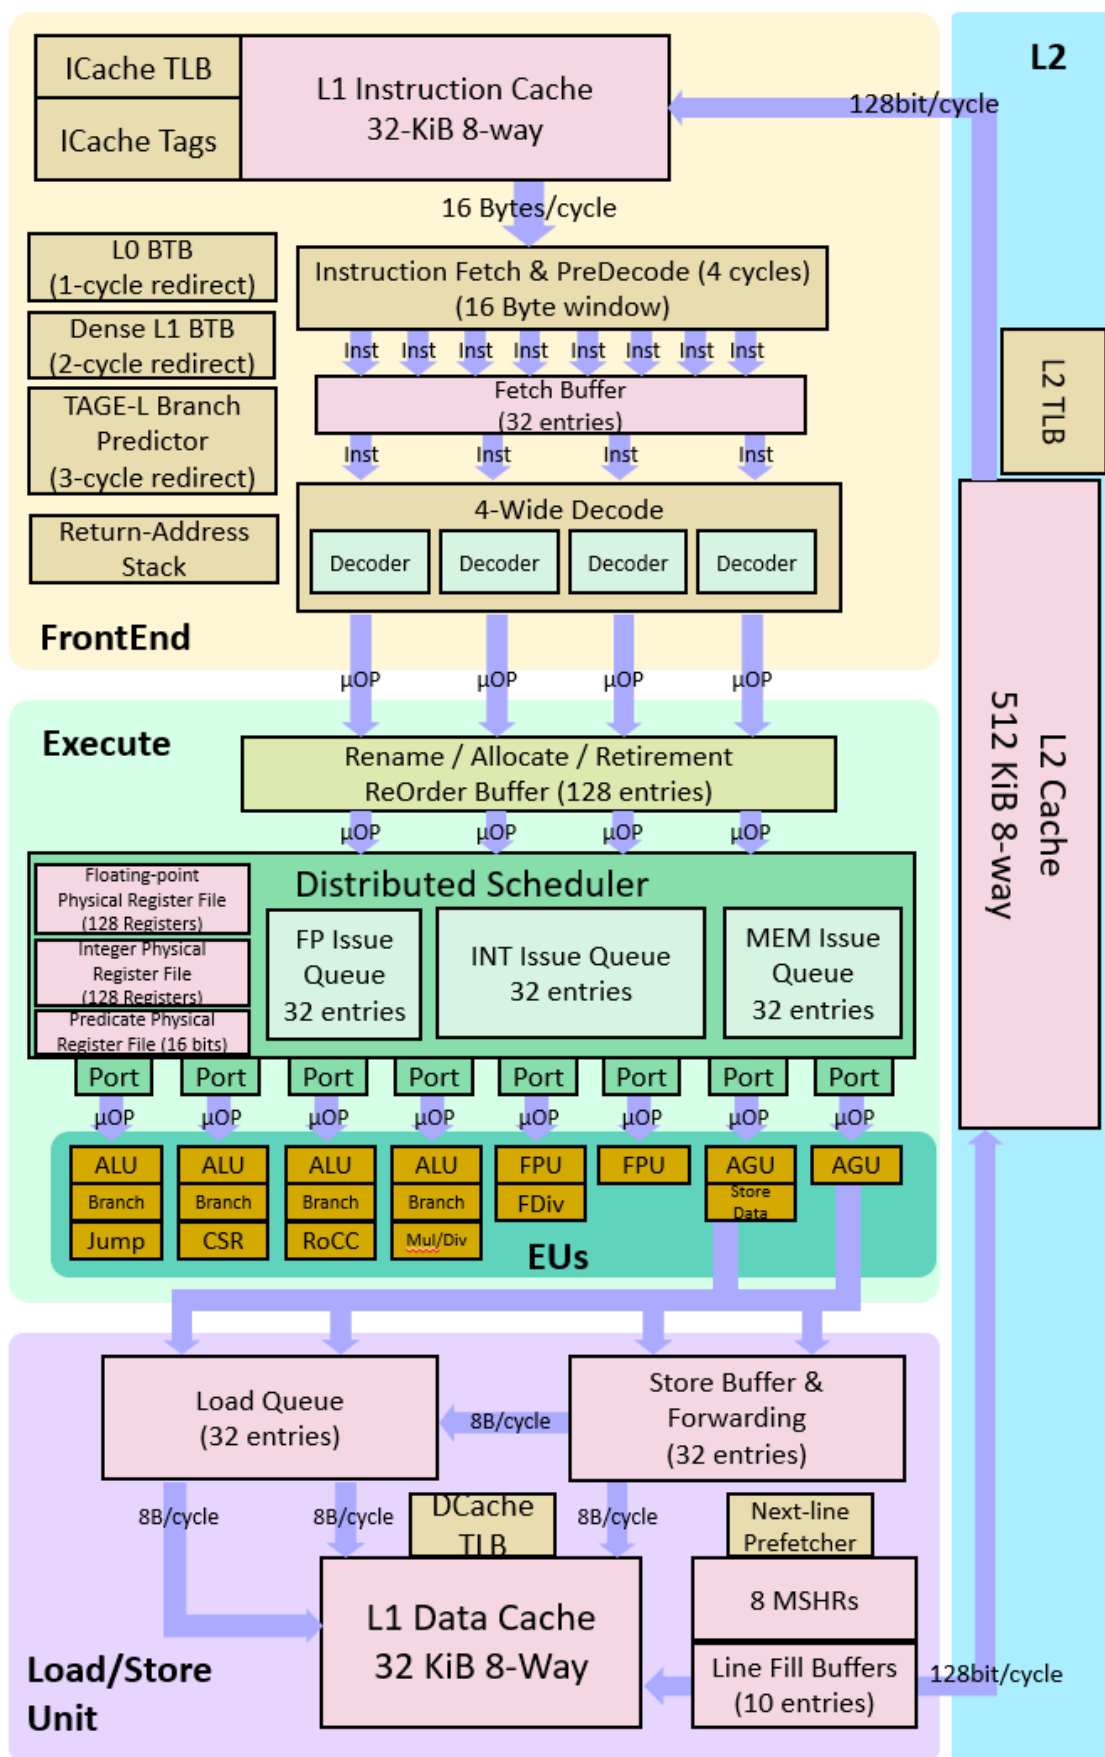 L2
ICache TLB
ICache Tags
L1 Instruction Cache
32-KiB 8-way
128bit/cycle
16 Bytes/cycle
L0 BTB
(1-cycle redirect)
Dense L1 BTB
(2-cycle redirect)
TAGE-L Branch
Predictor
(3-cycle redirect)
Return-Address
Stack
Instruction Fetch & PreDecode (4 cycles)
(16 Byte window)
Inst Inst Inst Inst Inst Inst Inst Inst
Fetch Buffer
(32 entries)
Inst Inst Inst Inst
4-Wide Decode
Decoder Decoder Decoder Decoder
FrontEnd
L2 TLB
L2 Cache
512 KiB 8-way
μOP μOP μOP μOP
Execute
Rename / Allocate / Retirement
ReOrder Buffer (128 entries)
μOP μOP μOP μOP
Distributed Scheduler
Floating-point
Physical Register File
(128 Registers)
Integer Physical
Register File
(128 Registers)
Predicate Physical
Register File (16 bits)
FP Issue
Queue
32 entries
INT Issue Queue
32 entries
MEM Issue
Queue
32 entries
Port Port Port Port Port Port Port Port
μOP μOP μOP μOP μOP μOP μOP μOP
ALU ALU ALU ALU FPU FPU AGU AGU
Branch Branch Branch Branch FDiv Store
Data
Jump CSR RoCC Mul/Div
EUs
Load Queue
(32 entries)
8B/cycle
Store Buffer &
Forwarding
(32 entries)
8B/cycle 8B/cycle 8B/cycle
DCache
TLB
Next-line
Prefetcher
L1 Data Cache
32 KiB 8-Way
8 MSHRs
Line Fill Buffers
(10 entries)
128bit/cycle
Load/Store
Unit